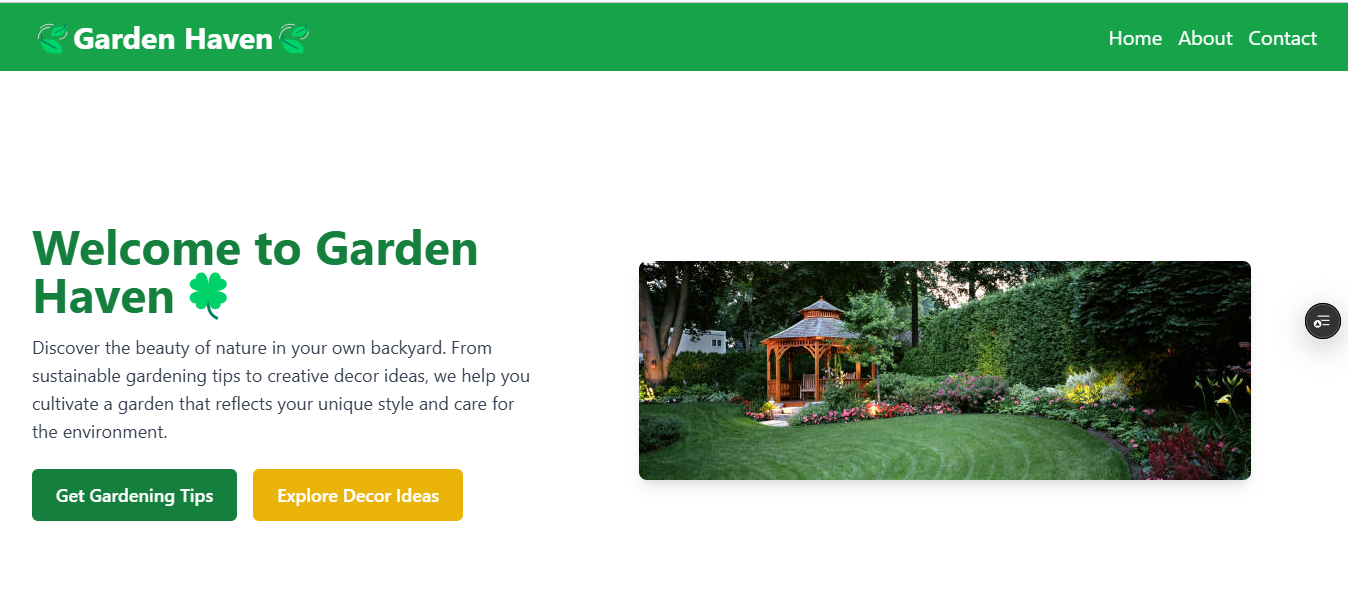 Garden Haven
Home About Contact
Welcome to Garden
Haven
Discover the beauty of nature in your own backyard. From
sustainable gardening tips to creative decor ideas, we help you
cultivate a garden that reflects your unique style and care for
the environment.
Get Gardening Tips
Explore Decor Ideas